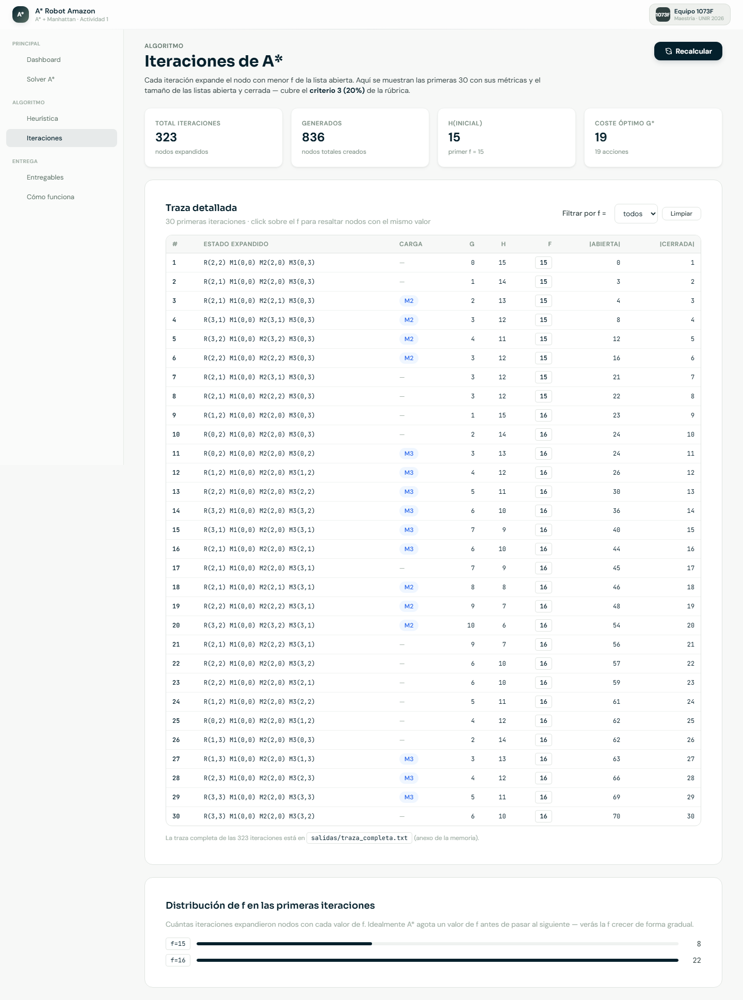 A*
A* Robot Amazon
A* + Manhattan · Actividad 1
1073F
Equipo 1073F
Maestría · UNIR 2026
PRINCIPAL
Dashboard
Solver A*
ALGORITMO
Heurística
Iteraciones
ENTREGA
Entregables
Cómo funciona
ALGORITMO
Iteraciones de A*
Recalcular
Cada iteración expande el nodo con menor f de la lista abierta. Aquí se muestran las primeras 30 con sus métricas y el
tamaño de las listas abierta y cerrada — cubre el criterio 3 (20%) de la rúbrica.
TOTAL ITERACIONES
323
nodos expandidos
GENERADOS
836
nodos totales creados
H(INICIAL)
15
primer f = 15
COSTE ÓPTIMO G*
19
19 acciones
Traza detallada
30 primeras iteraciones · click sobre el f para resaltar nodos con el mismo valor
Filtrar por f = todos Limpiar
# ESTADO EXPANDIDO CARGA G H F |ABIERTA| |CERRADA|
1 R(2,2) M1(0,0) M2(2,0) M3(0,3) — 0 15 15 0 1
2 R(2,1) M1(0,0) M2(2,0) M3(0,3) — 1 14 15 3 2
3 R(2,1) M1(0,0) M2(2,1) M3(0,3) M2 2 13 15 4 3
4 R(3,1) M1(0,0) M2(3,1) M3(0,3) M2 3 12 15 8 4
5 R(3,2) M1(0,0) M2(3,2) M3(0,3) M2 4 11 15 12 5
6 R(2,2) M1(0,0) M2(2,2) M3(0,3) M2 3 12 15 16 6
7 R(2,1) M1(0,0) M2(3,1) M3(0,3) — 3 12 15 21 7
8 R(2,1) M1(0,0) M2(2,2) M3(0,3) — 3 12 15 22 8
9 R(1,2) M1(0,0) M2(2,0) M3(0,3) — 1 15 16 23 9
10 R(0,2) M1(0,0) M2(2,0) M3(0,3) — 2 14 16 24 10
11 R(0,2) M1(0,0) M2(2,0) M3(0,2) M3 3 13 16 24 11
12 R(1,2) M1(0,0) M2(2,0) M3(1,2) M3 4 12 16 26 12
13 R(2,2) M1(0,0) M2(2,0) M3(2,2) M3 5 11 16 30 13
14 R(3,2) M1(0,0) M2(2,0) M3(3,2) M3 6 10 16 36 14
15 R(3,1) M1(0,0) M2(2,0) M3(3,1) M3 7 9 16 40 15
16 R(2,1) M1(0,0) M2(2,0) M3(2,1) M3 6 10 16 44 16
17 R(2,1) M1(0,0) M2(2,0) M3(3,1) — 7 9 16 45 17
18 R(2,1) M1(0,0) M2(2,1) M3(3,1) M2 8 8 16 46 18
19 R(2,2) M1(0,0) M2(2,2) M3(3,1) M2 9 7 16 48 19
20 R(3,2) M1(0,0) M2(3,2) M3(3,1) M2 10 6 16 54 20
21 R(2,1) M1(0,0) M2(2,2) M3(3,1) — 9 7 16 56 21
22 R(2,2) M1(0,0) M2(2,0) M3(3,2) — 6 10 16 57 22
23 R(2,2) M1(0,0) M2(2,0) M3(2,1) — 6 10 16 59 23
24 R(1,2) M1(0,0) M2(2,0) M3(2,2) — 5 11 16 61 24
25 R(0,2) M1(0,0) M2(2,0) M3(1,2) — 4 12 16 62 25
26 R(1,3) M1(0,0) M2(2,0) M3(0,3) — 2 14 16 62 26
27 R(1,3) M1(0,0) M2(2,0) M3(1,3) M3 3 13 16 63 27
28 R(2,3) M1(0,0) M2(2,0) M3(2,3) M3 4 12 16 66 28
29 R(3,3) M1(0,0) M2(2,0) M3(3,3) M3 5 11 16 69 29
30 R(3,3) M1(0,0) M2(2,0) M3(3,2) — 6 10 16 70 30
La traza completa de las 323 iteraciones está en salidas/traza_completa.txt (anexo de la memoria).
Distribución de f en las primeras iteraciones
Cuántas iteraciones expandieron nodos con cada valor de f. Idealmente A* agota un valor de f antes de pasar al siguiente — verás la f crecer de forma gradual.
f=15 8
f=16 22